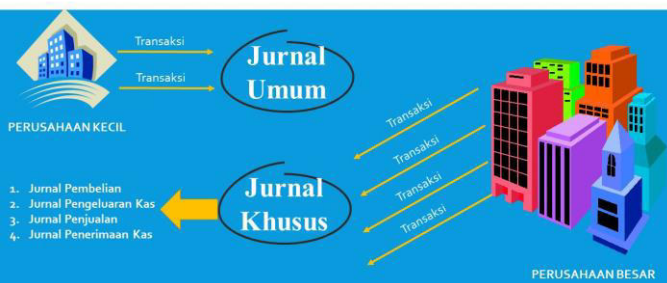 Transaksi
Transaksi
Jurnal
Umum
PERUSAHAAN KECIL
Transaksi
Transaksi
Transaksi
Transaksi
Jurnal
Khusus
1. Jurnal Pembelian
2. Jurnal Pengeluaran Kas
3. Jurnal Penjualan
4. Jurnal Penerimaan Kas
PERUSAHAAN BESAR